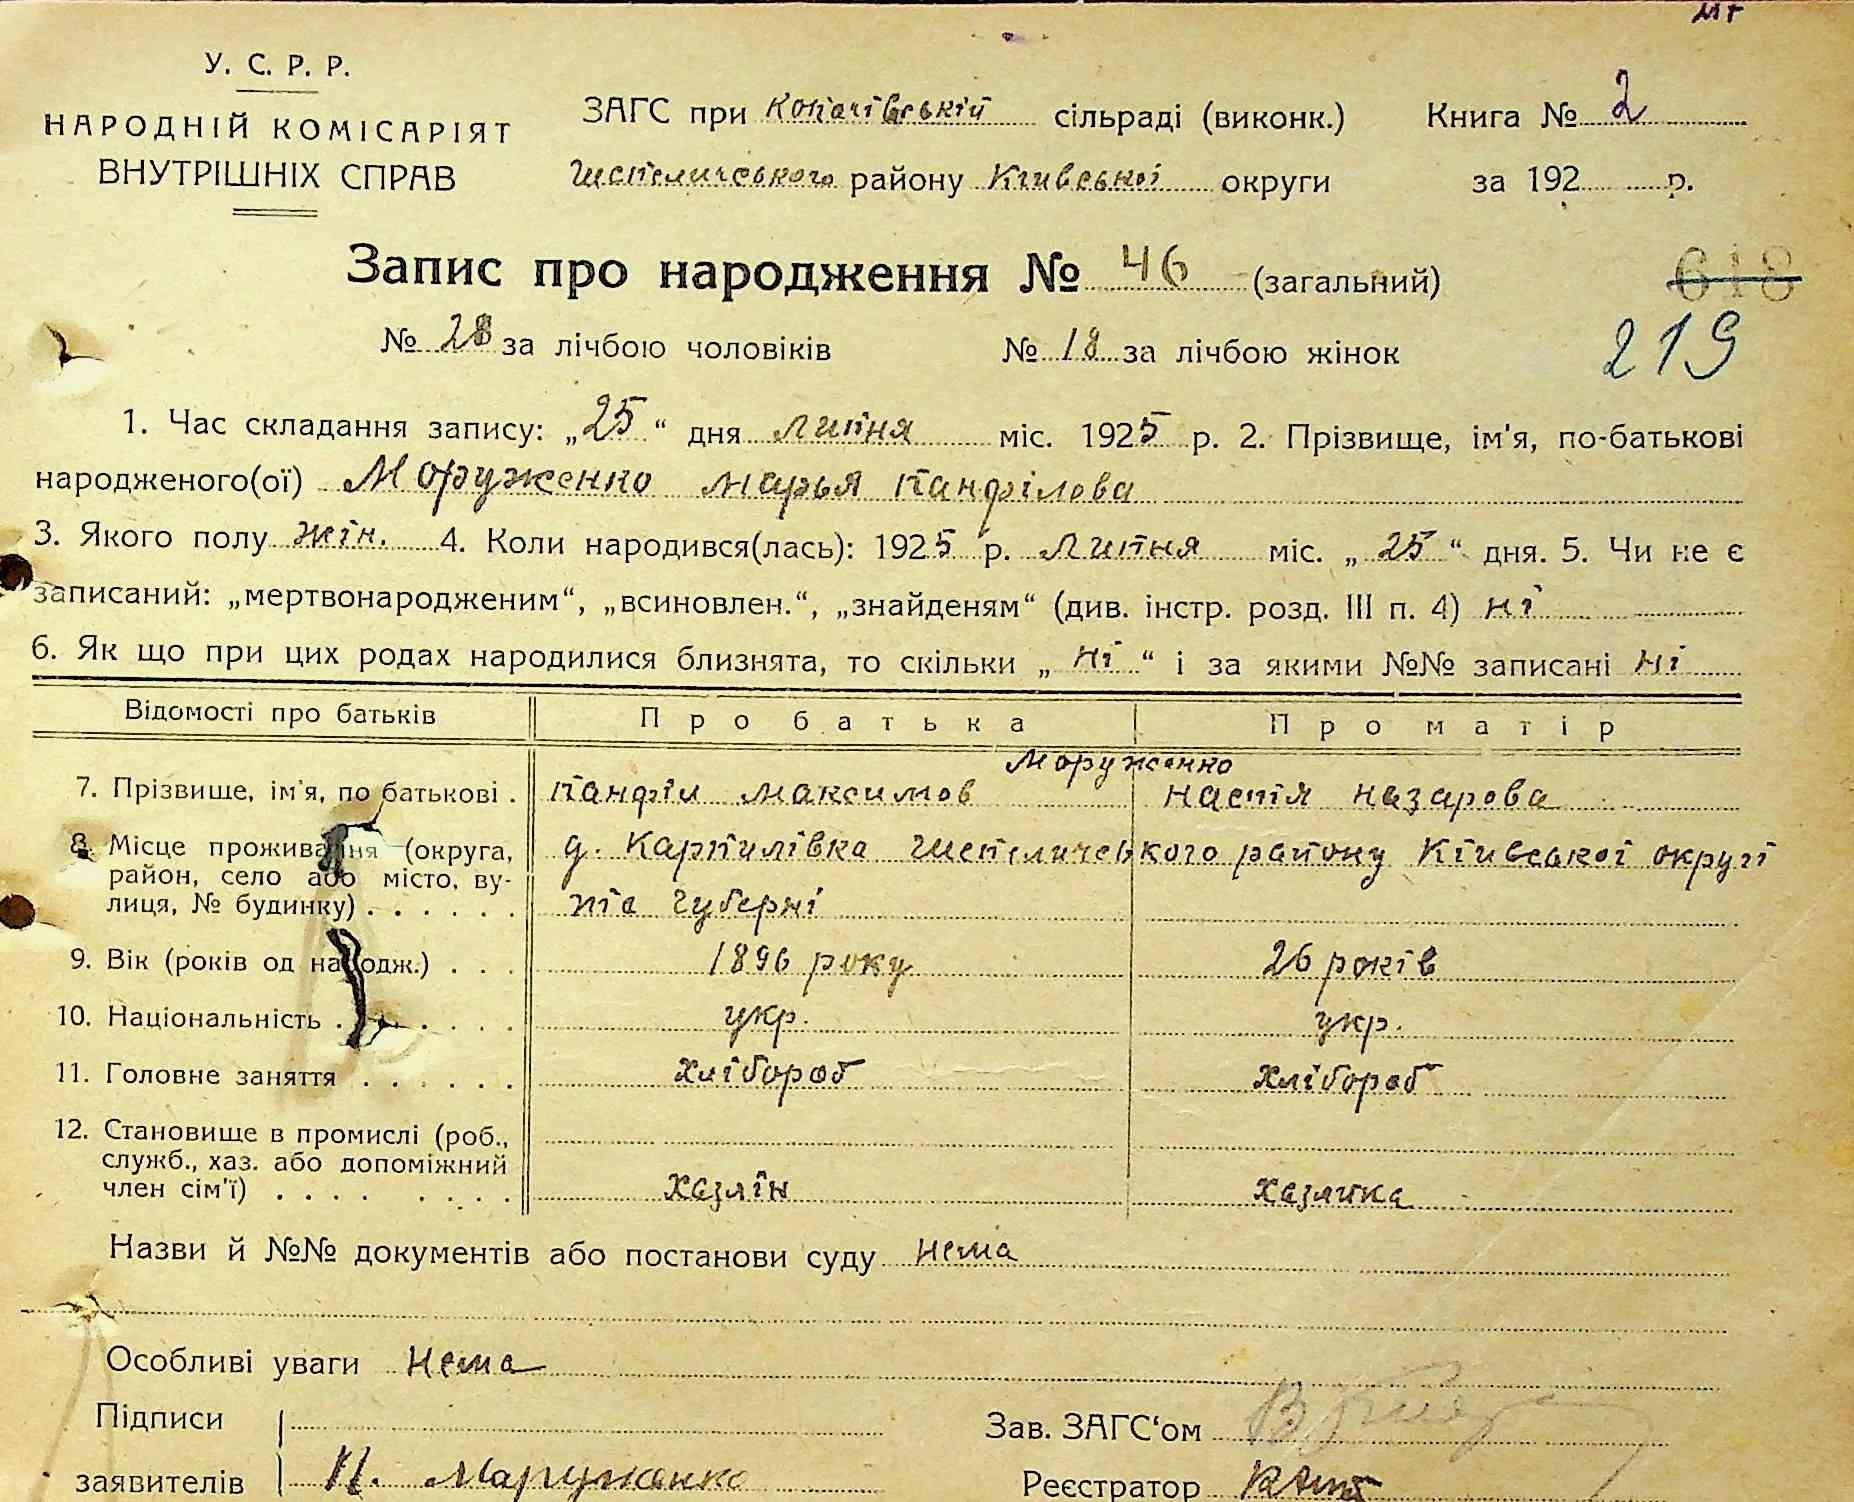 У. С. Р. Р.
НАРОДНІЙ КОМІСАРІЯТ
ВНУТРІШНІХ СПРАВ
ЗАГС при Копачівській сільраді (виконк.) Книга № 2
Шепеличського району Київської округи за 192 р.
Запис про народження № 46 (загальний)
618
№ 28 за лічбою чоловіків № 18 за лічбою жінок
219
1. Час складання запису: „25“ дня липня міс. 1925 р. 2. Прізвище, ім'я, по-батькові
народженого(ої) Моруженко Марья Панфілова
3. Якого полу жін. 4. Коли народився(лась): 1925 р. Липня міс. „25“ дня. 5. Чи не є
записаний: „мертвонародженим“, „всиновлен.“, „знайденям“ (див. інстр. розд. III п. 4) ні
6. Як що при цих родах народилися близнята, то скільки „ні“ і за якими №№ записані ні
Відомості про батьків Про батька Про матір
Моруженко
7. Прізвище, ім'я, по батькові . Панфіл Максимов Настія Назарова
8. Місце проживання (округа, район, село або місто, ву-
лиця, № будинку) . . . . . .
д. Карпилівка Шепеличевського району Київської округі
тіє губерні
9. Вік (років од народж.) . . . 1896 року 26 років
10. Національність . . . . . . укр. укр.
11. Головне заняття . . . . . . хлібороб хлібороб
12. Становище в промислі (роб.,
служб., хаз. або допоміжний
член сім'ї) . . . . . . . . хазяїн хазяйка
Назви й №№ документів або постанови суду нема
Особливі уваги нема
Підписи
заявителів П. Маруженко
Зав. ЗАГС‘ом
Реєстратор